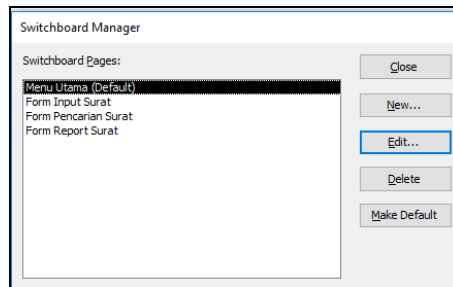 Switchboard Manager
Switchboard Pages:
Menu Utama (Default)
Form Input Surat
Form Pencarian Surat
Form Report Surat
Close
New...
Edit...
Delete
Make Default